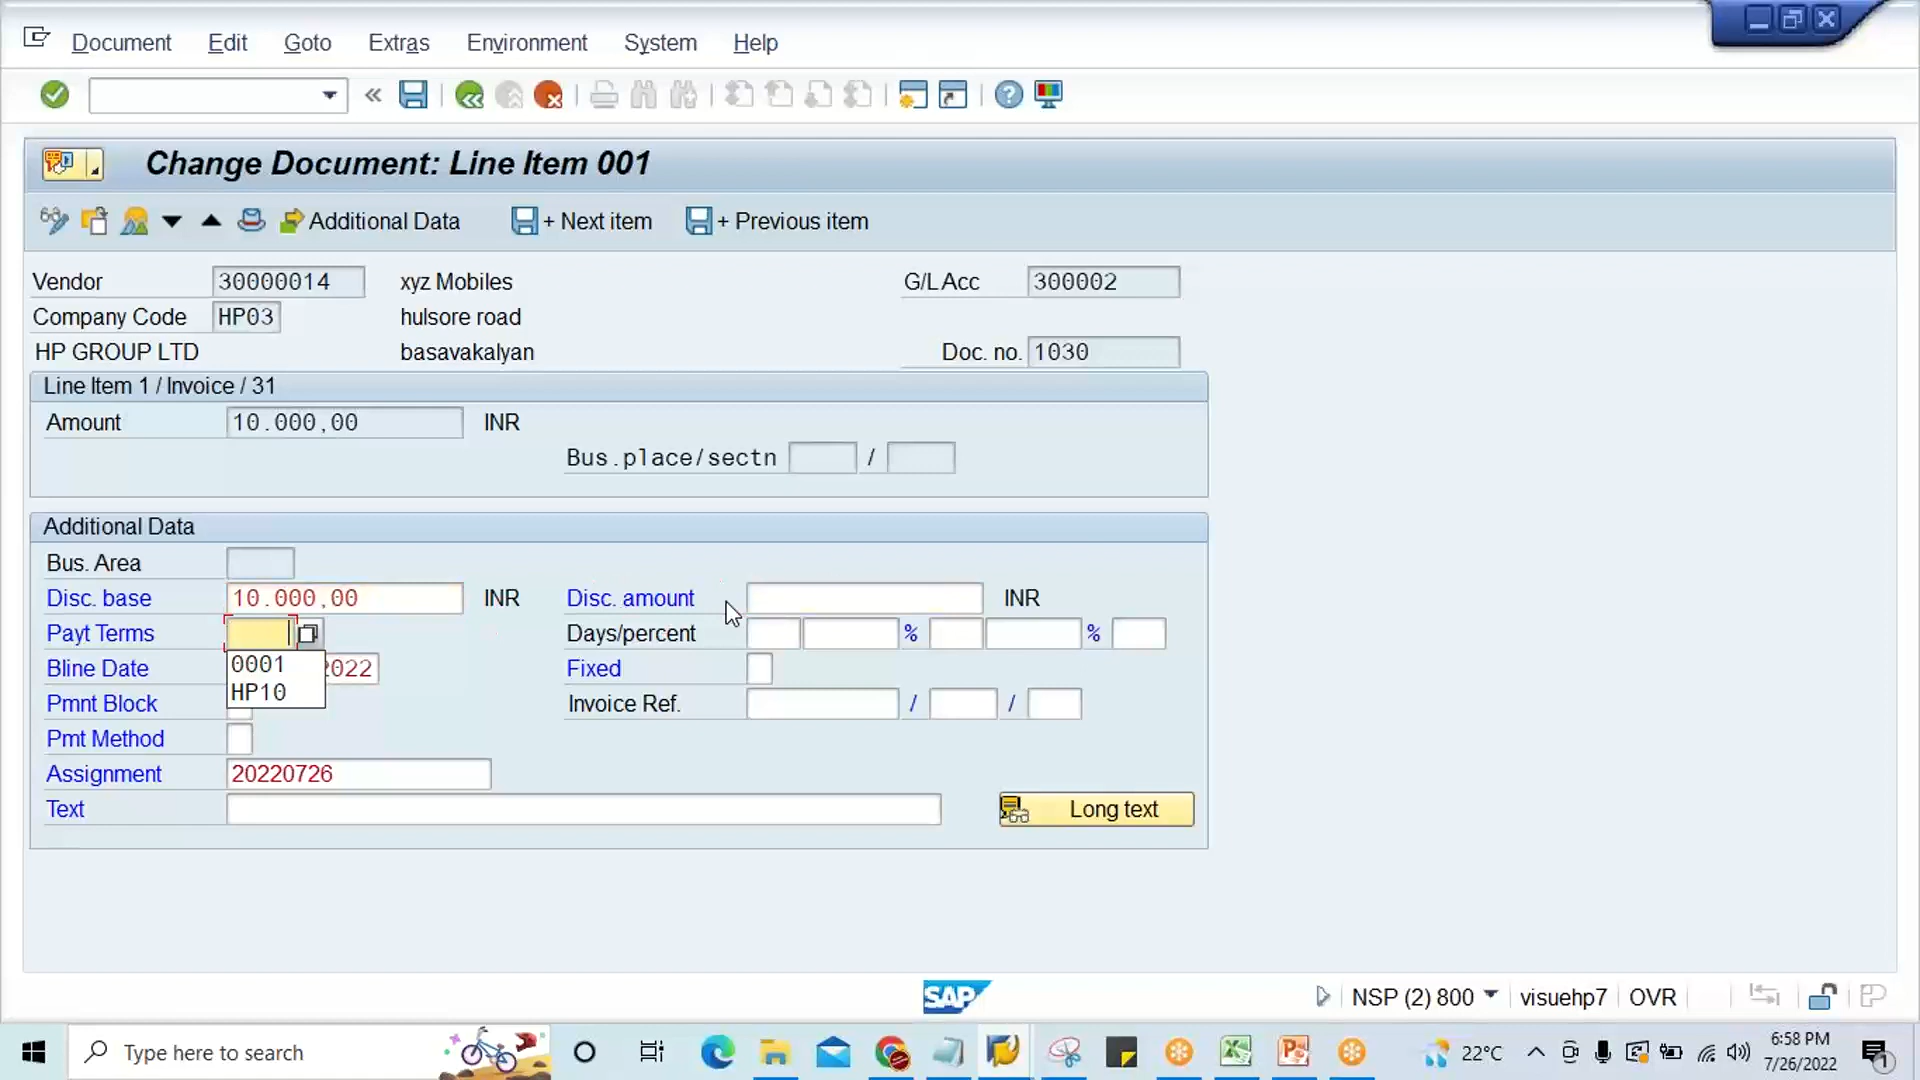 Document Edit Goto Extras Environment System Help
Change Document: Line Item 001
Additional Data + Next item + Previous item
Vendor 30000014 xyz Mobiles G/L Acc 300002
Company Code HP03 hulsore road
HP GROUP LTD basavakalyan Doc. no. 1030
Line Item 1 / Invoice / 31
Amount 10.000,00 INR
Bus.place/sectn /
Additional Data
Bus. Area
Disc. base 10.000,00 INR Disc. amount INR
Payt Terms Days/percent % %
Bline Date 2022 Fixed
0001
HP10
Pmnt Block Invoice Ref. / /
Pmt Method
Assignment 20220726
Text Long text
SAP NSP (2) 800 visuehp7 OVR
Type here to search 22°C 6:58 PM
7/26/2022
1